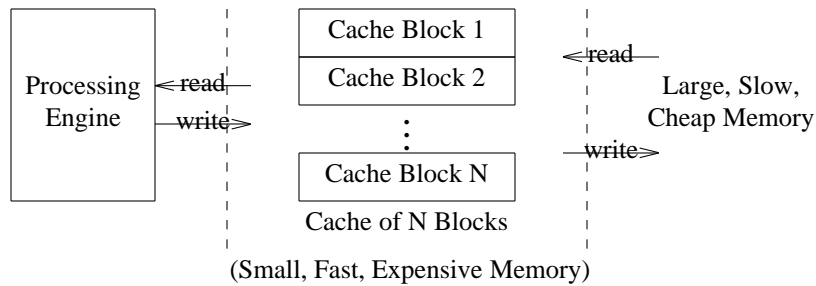 Processing
Engine
read
write
Cache Block 1
Cache Block 2
Cache Block N
Cache of N Blocks
(Small, Fast, Expensive Memory)
read
write
Large, Slow,
Cheap Memory